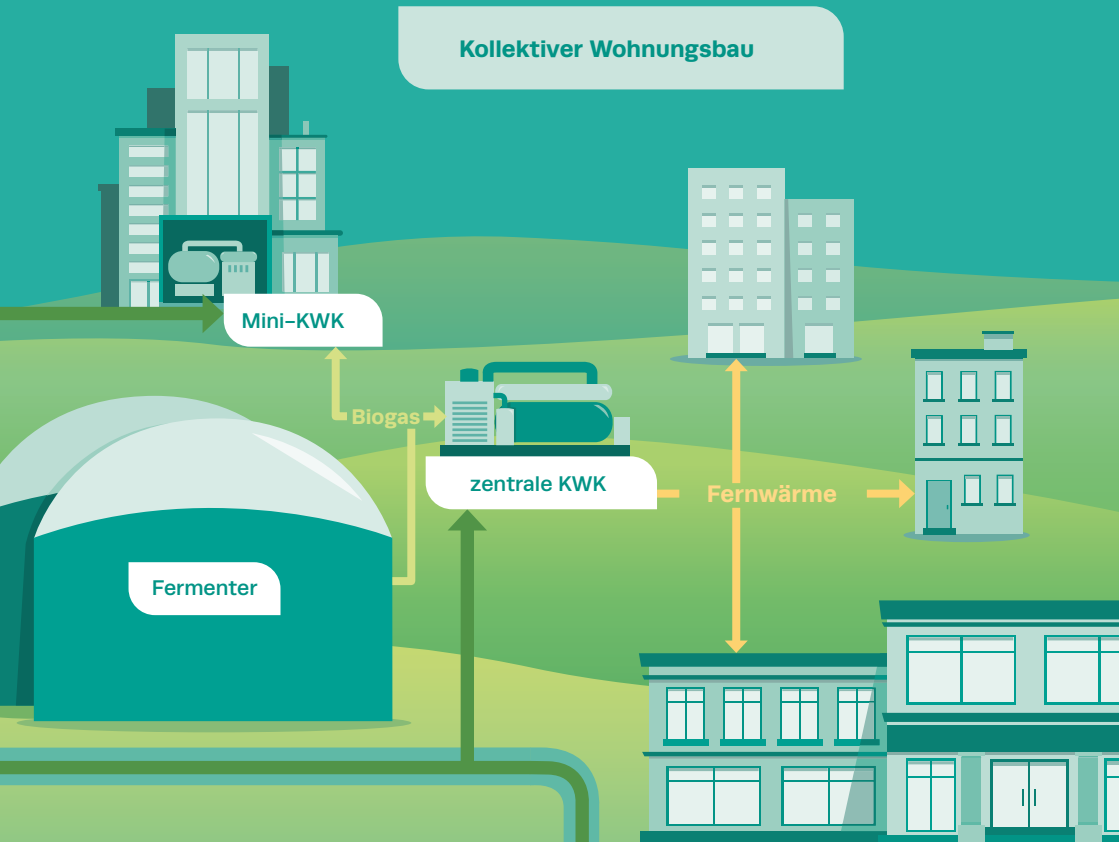 Kollektiver Wohnungsbau
Mini–KWK
Biogas
zentrale KWK
Fernwärme
Fermenter